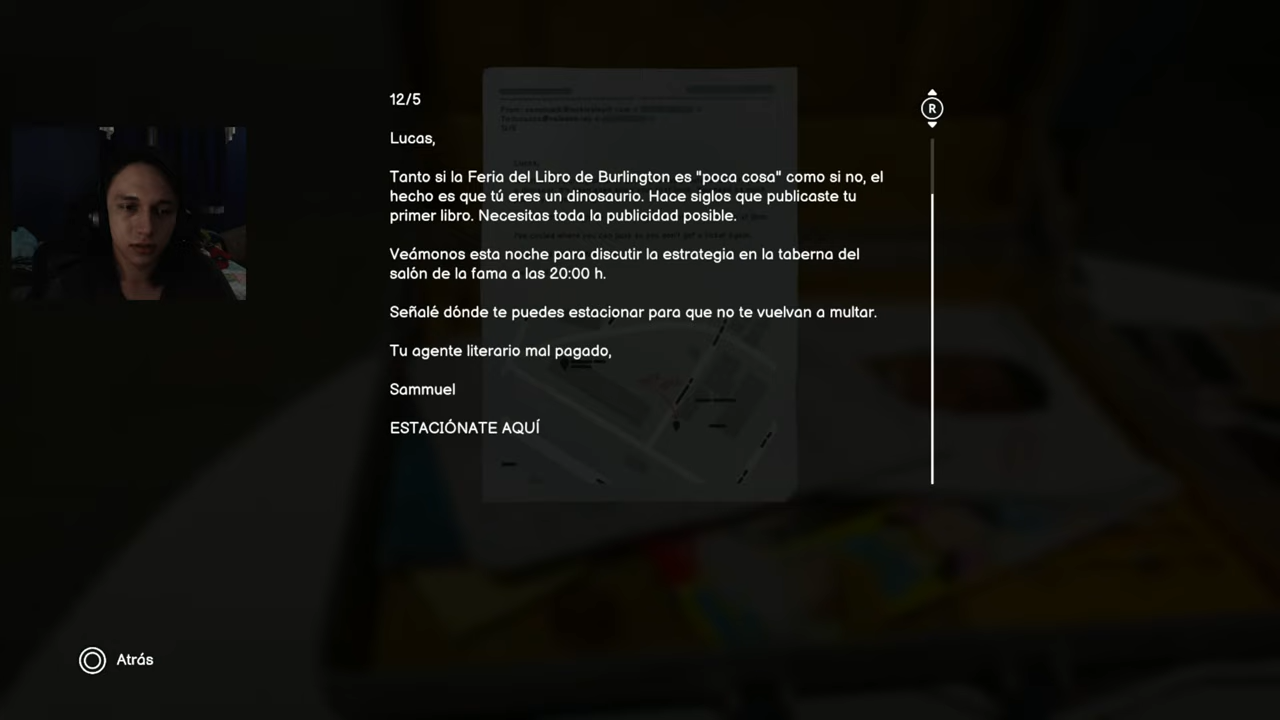 12/5
R
Lucas,
Tanto si la Feria del Libro de Burlington es "poca cosa" como si no, el
hecho es que tú eres un dinosaurio. Hace siglos que publicaste tu
primer libro. Necesitas toda la publicidad posible.
Veámonos esta noche para discutir la estrategia en la taberna del
salón de la fama a las 20:00 h.
Señalé dónde te puedes estacionar para que no te vuelvan a multar.
Tu agente literario mal pagado,
Sammuel
ESTACIÓNATE AQUÍ
Atrás